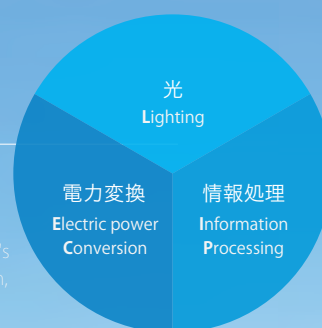 光
Lighting
電力変換
Electric power
Conversion
情報処理
Information
Processing